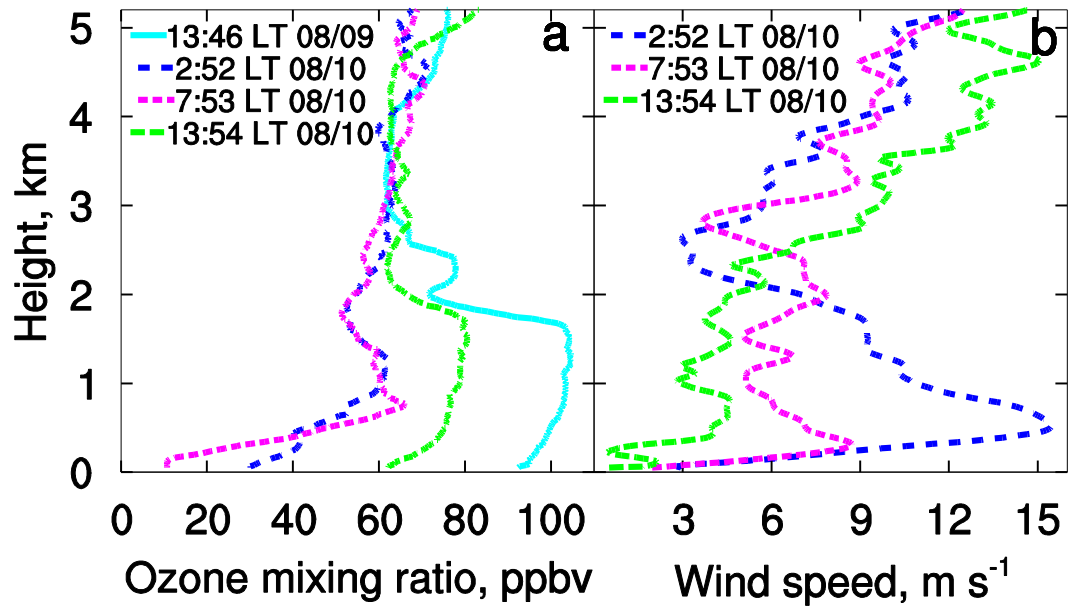 a
13:46 LT 08/09
2:52 LT 08/10
7:53 LT 08/10
13:54 LT 08/10
b
2:52 LT 08/10
7:53 LT 08/10
13:54 LT 08/10
Height, km
5
4
3
2
1
0
0 20 40 60 80 100
3 6 9 12 15
Ozone mixing ratio, ppbv
Wind speed, m s⁻¹